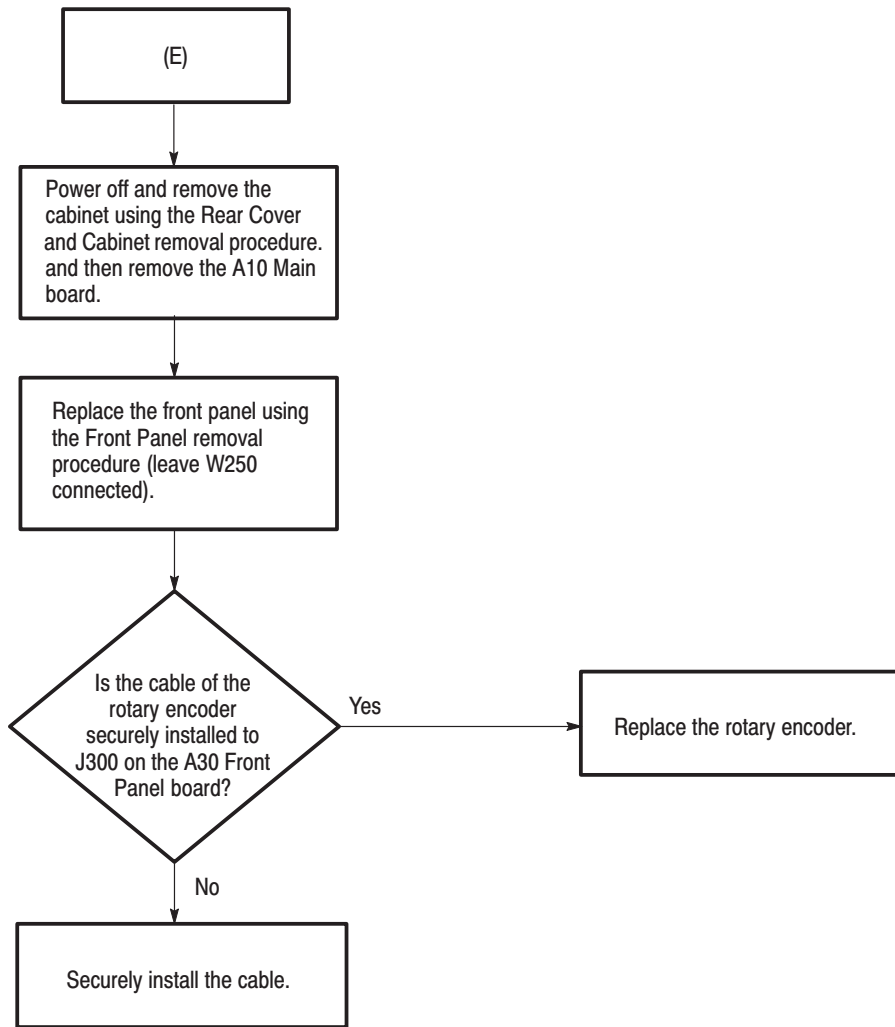 (E)
Power off and remove the
cabinet using the Rear Cover
and Cabinet removal procedure.
and then remove the A10 Main
board.
Replace the front panel using
the Front Panel removal
procedure (leave W250
connected).
Is the cable of the
rotary encoder
securely installed to
J300 on the A30 Front
Panel board?
Yes
Replace the rotary encoder.
No
Securely install the cable.